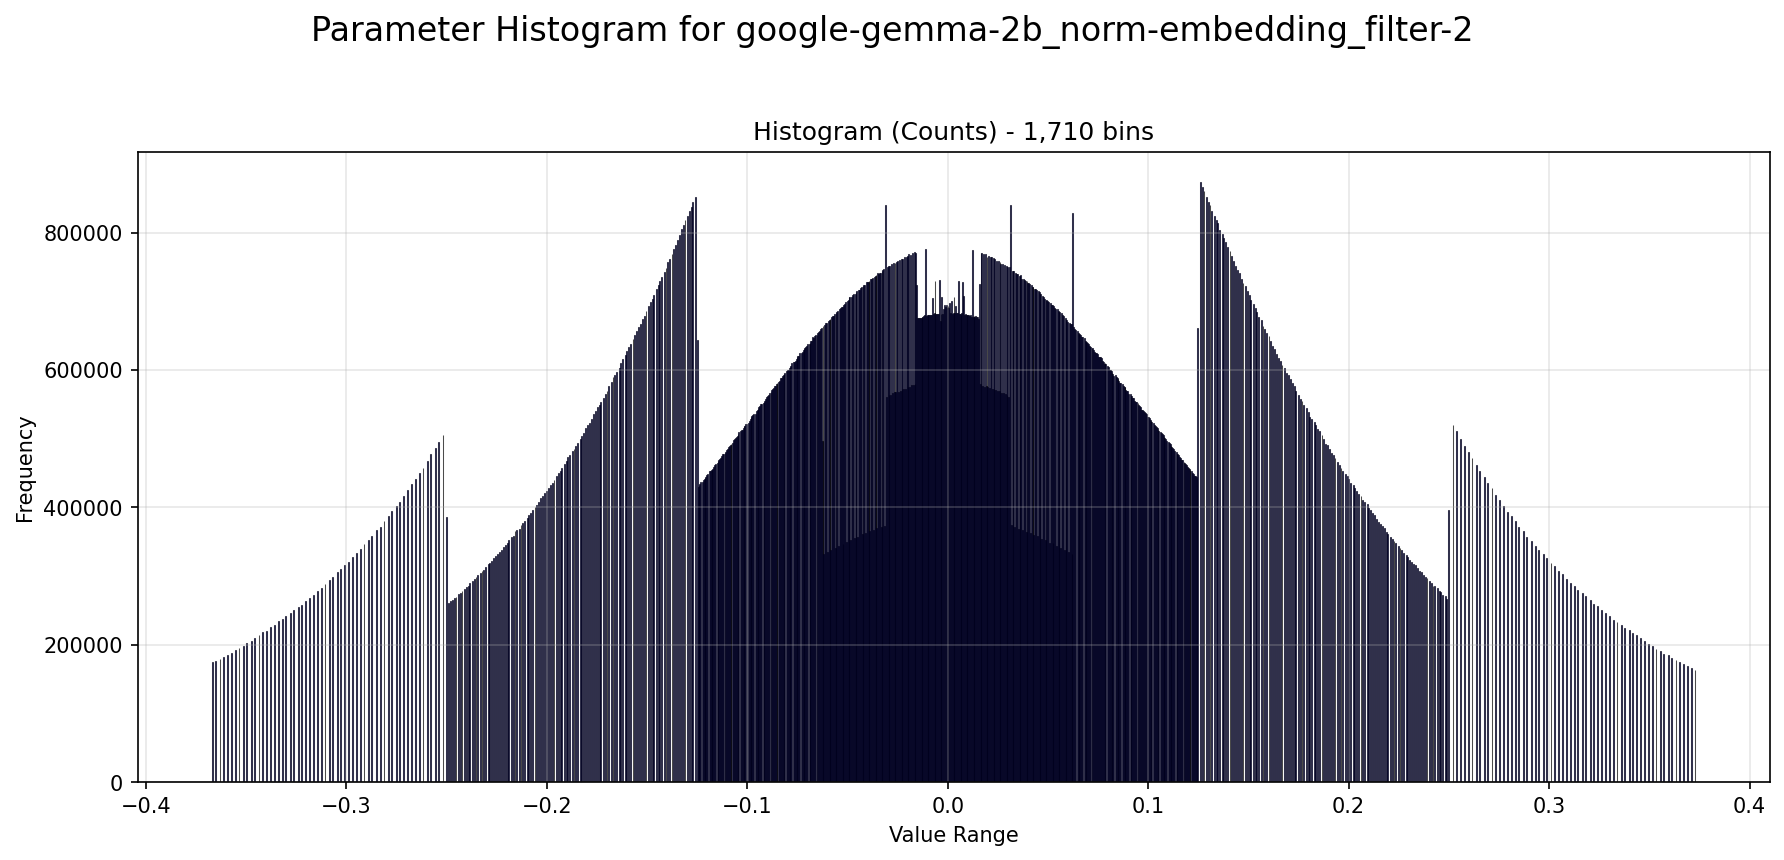 Parameter Histogram for google-gemma-2b_norm-embedding_filter-2
Histogram (Counts) - 1,710 bins
Frequency
800000
600000
400000
200000
0
−0.4 −0.3 −0.2 −0.1 0.0 0.1 0.2 0.3 0.4
Value Range